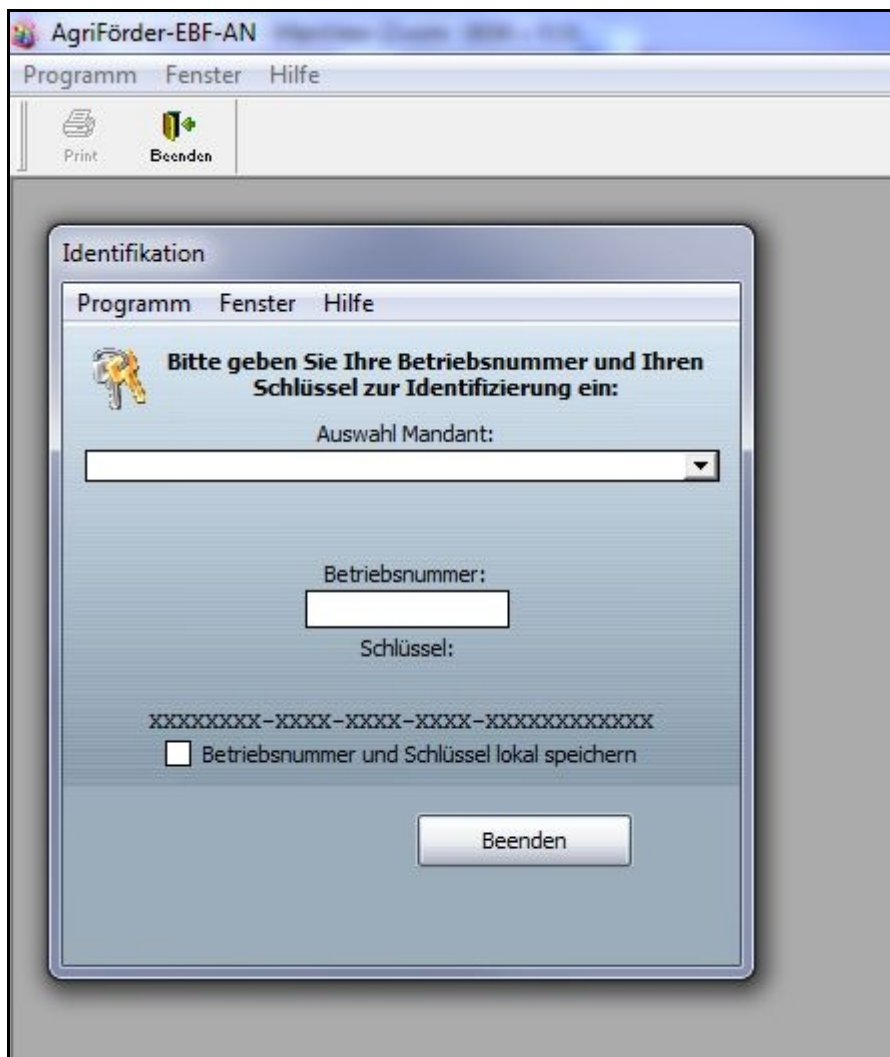 AgriFörder-EBF-AN
Programm Fenster Hilfe
Print Beenden
Identifikation
Programm Fenster Hilfe
Bitte geben Sie Ihre Betriebsnummer und Ihren
Schlüssel zur Identifizierung ein:
Auswahl Mandant:
Betriebsnummer:
Schlüssel:
XXXXXXXX-XXXX-XXXX-XXXX-XXXXXXXXXXXX
Betriebsnummer und Schlüssel lokal speichern
Beenden